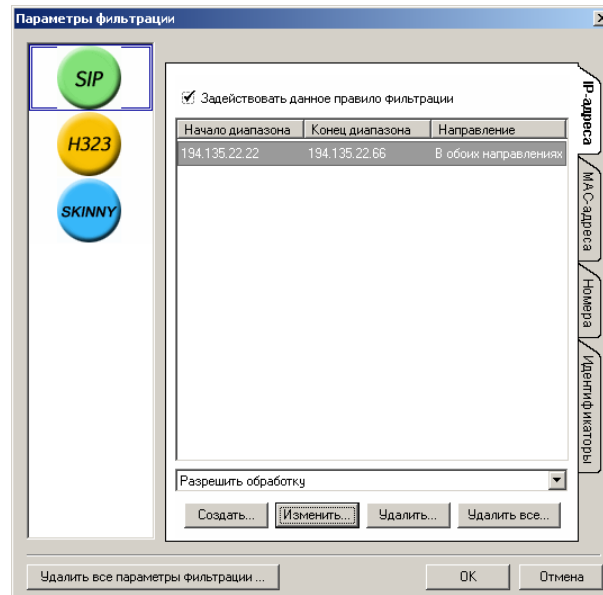 Параметры фильтрации
SIP
H323
SKINNY
Задействовать данное правило фильтрации
Начало диапазона Конец диапазона Направление
194.135.22.22 194.135.22.66 В обоих направлениях
IP-адреса
MAC-адреса
Номера
Идентификаторы
Разрешить обработку
Создать... Изменить... Удалить... Удалить все...
Удалить все параметры фильтрации ... OK Отмена